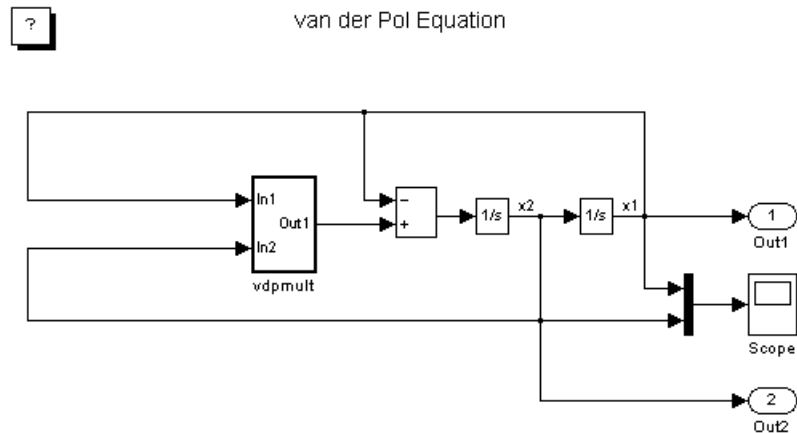 ?
van der Pol Equation
In1
Out1
In2
vdpmult
−
+
1/s
x2
1/s
x1
1
Out1
Scope
2
Out2